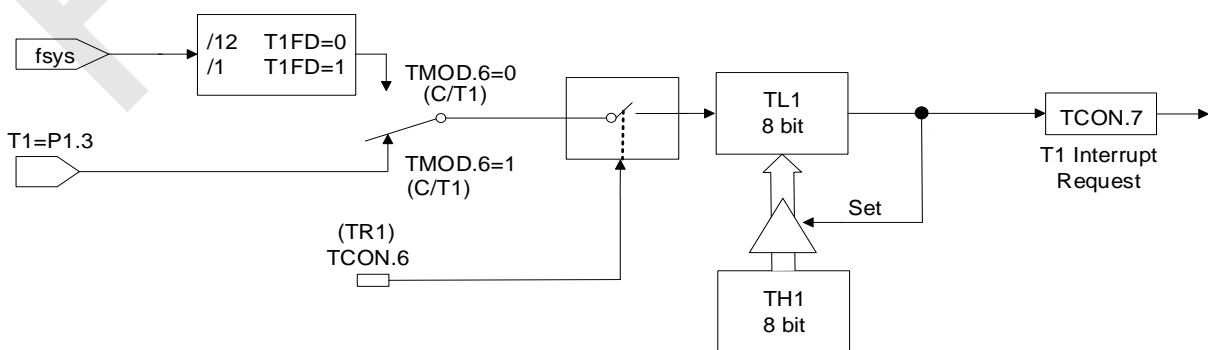 fsys
/12 T1FD=0
/1 T1FD=1
TMOD.6=0
(C/T1)
T1=P1.3
TMOD.6=1
(C/T1)
(TR1)
TCON.6
TL1
8 bit
TCON.7
T1 Interrupt
Request
Set
TH1
8 bit